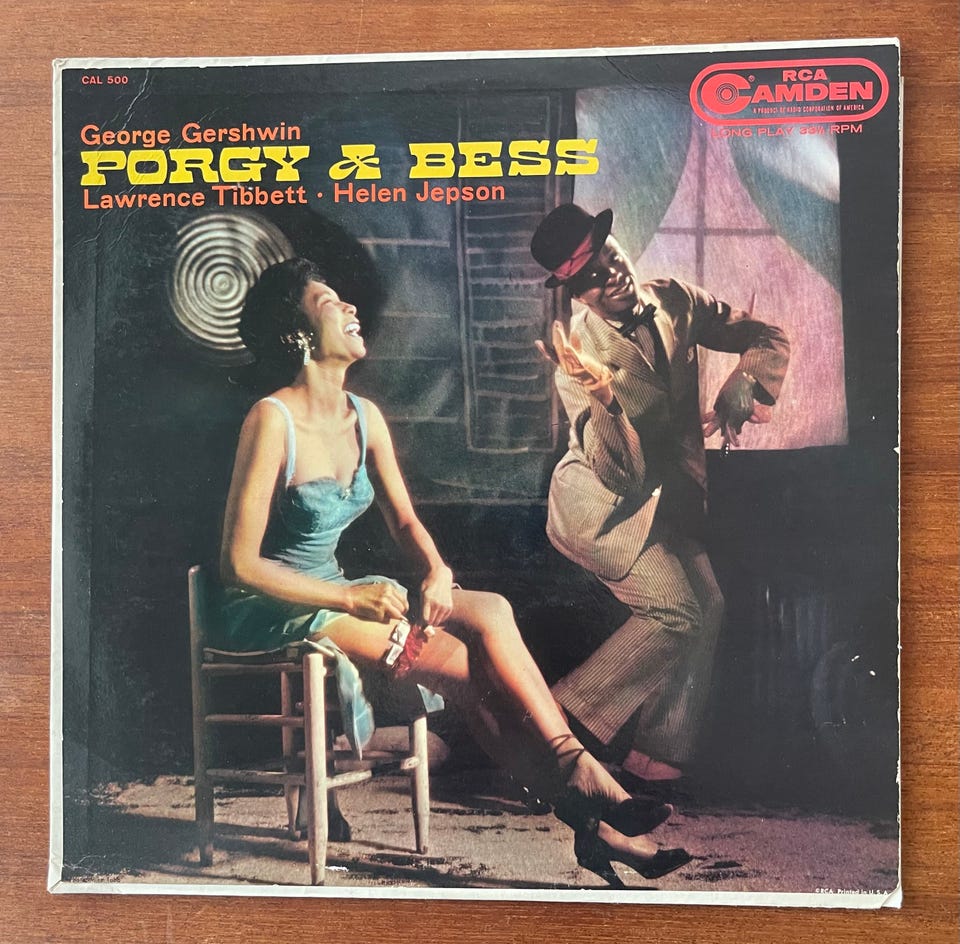 CAL 500
RCA
CAMDEN
A PRODUCT OF RADIO CORPORATION OF AMERICA
LONG PLAY 33⅓ RPM
George Gershwin
PORGY & BESS
Lawrence Tibbett · Helen Jepson
©RCA Printed in U.S.A.